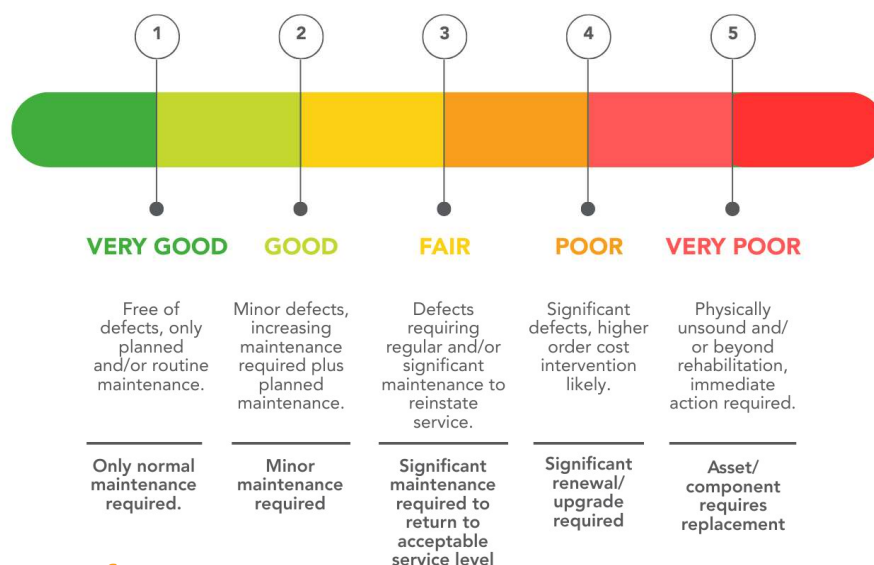 1 2 3 4 5
VERY GOOD GOOD FAIR POOR VERY POOR
Free of
defects, only
planned
and/or routine
maintenance.
Minor defects,
increasing
maintenance
required plus
planned
maintenance.
Defects
requiring
regular and/or
significant
maintenance to
reinstate
service.
Significant
defects, higher
order cost
intervention
likely.
Physically
unsound and/
or beyond
rehabilitation,
immediate
action required.
Only normal
maintenance
required.
Minor
maintenance
required
Significant
maintenance
required to
return to
acceptable
service level
Significant
renewal/
upgrade
required
Asset/
component
requires
replacement